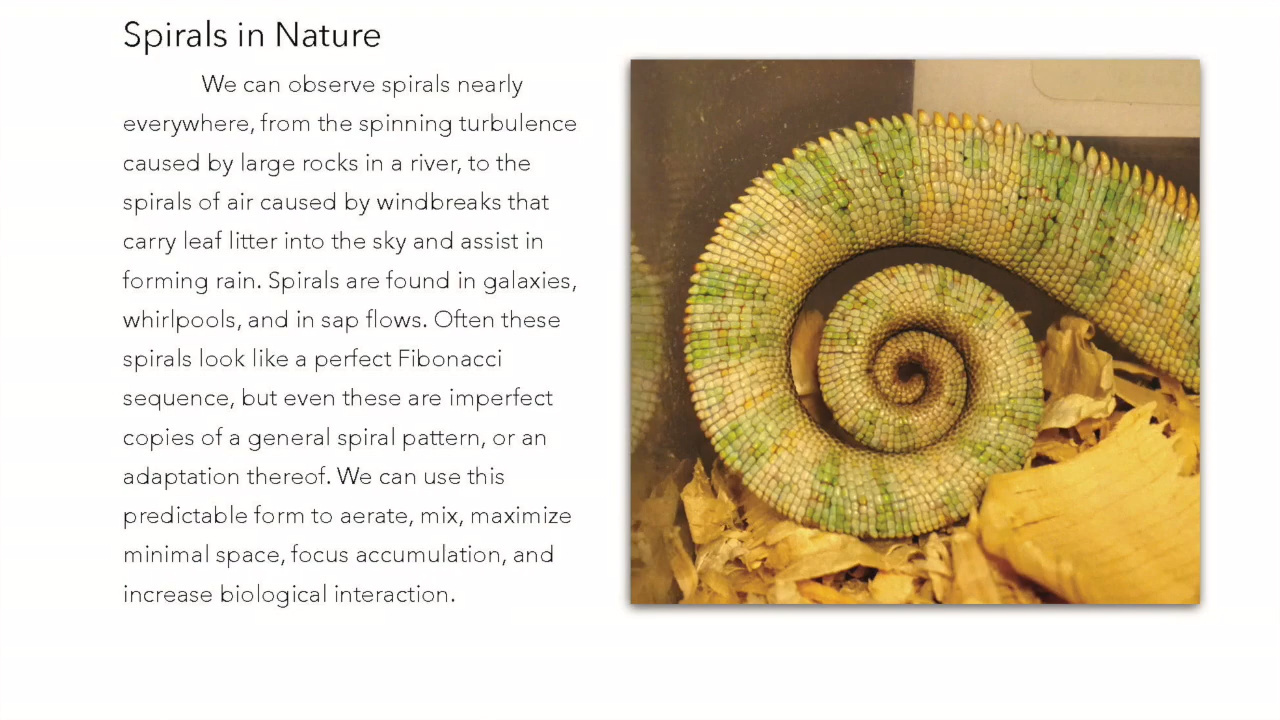 Spirals in Nature
We can observe spirals nearly
everywhere, from the spinning turbulence
caused by large rocks in a river, to the
spirals of air caused by windbreaks that
carry leaf litter into the sky and assist in
forming rain. Spirals are found in galaxies,
whirlpools, and in sap flows. Often these
spirals look like a perfect Fibonacci
sequence, but even these are imperfect
copies of a general spiral pattern, or an
adaptation thereof. We can use this
predictable form to aerate, mix, maximize
minimal space, focus accumulation, and
increase biological interaction.